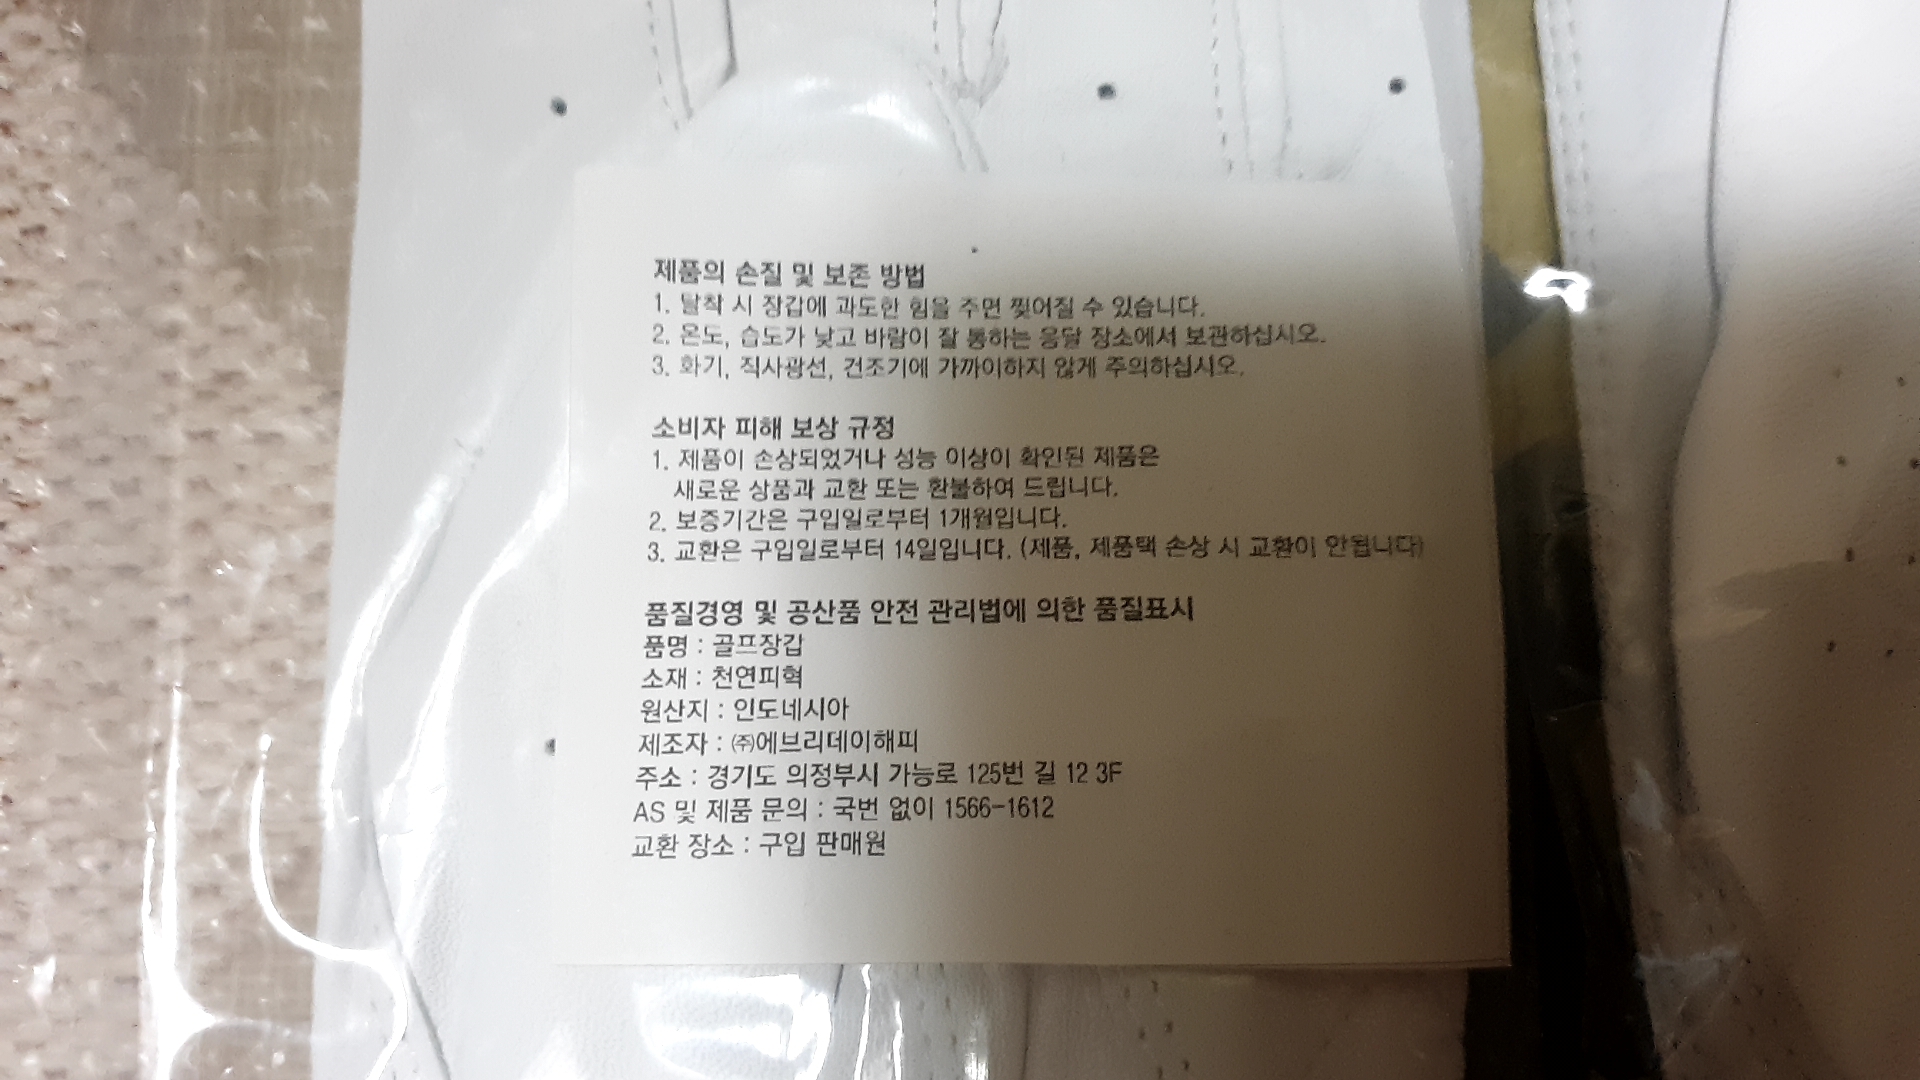 제품의 손질 및 보존 방법
1. 탈착 시 장갑에 과도한 힘을 주면 찢어질 수 있습니다.
2. 온도, 습도가 낮고 바람이 잘 통하는 응달 장소에서 보관하십시오.
3. 화기, 직사광선, 건조기에 가까이하지 않게 주의하십시오.
소비자 피해 보상 규정
1. 제품이 손상되었거나 성능 이상이 확인된 제품은
새로운 상품과 교환 또는 환불하여 드립니다.
2. 보증기간은 구입일로부터 1개월입니다.
3. 교환은 구입일로부터 14일입니다. (제품, 제품택 손상 시 교환이 안됩니다)
품질경영 및 공산품 안전 관리법에 의한 품질표시
품명 : 골프장갑
소재 : 천연피혁
원산지 : 인도네시아
제조자 : ㈜에브리데이해피
주소 : 경기도 의정부시 가능로 125번 길 12 3F
AS 및 제품 문의 : 국번 없이 1566-1612
교환 장소 : 구입 판매원